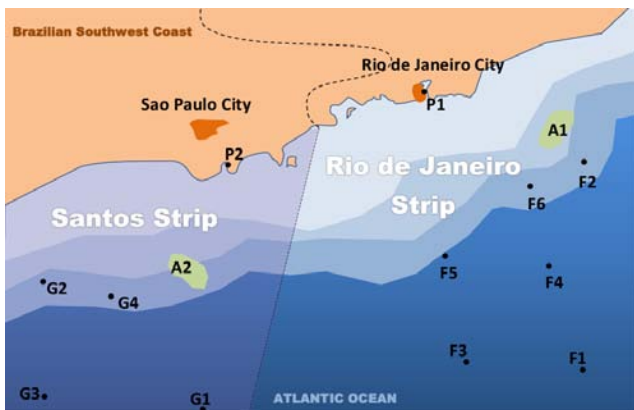 Brazilian Southwest Coast
Rio de Janeiro City
Sao Paulo City
P1
A1
P2
Rio de Janeiro
Strip
F2
F6
Santos Strip
A2
F5
F4
G2
G4
F3
F1
G3
G1
ATLANTIC OCEAN